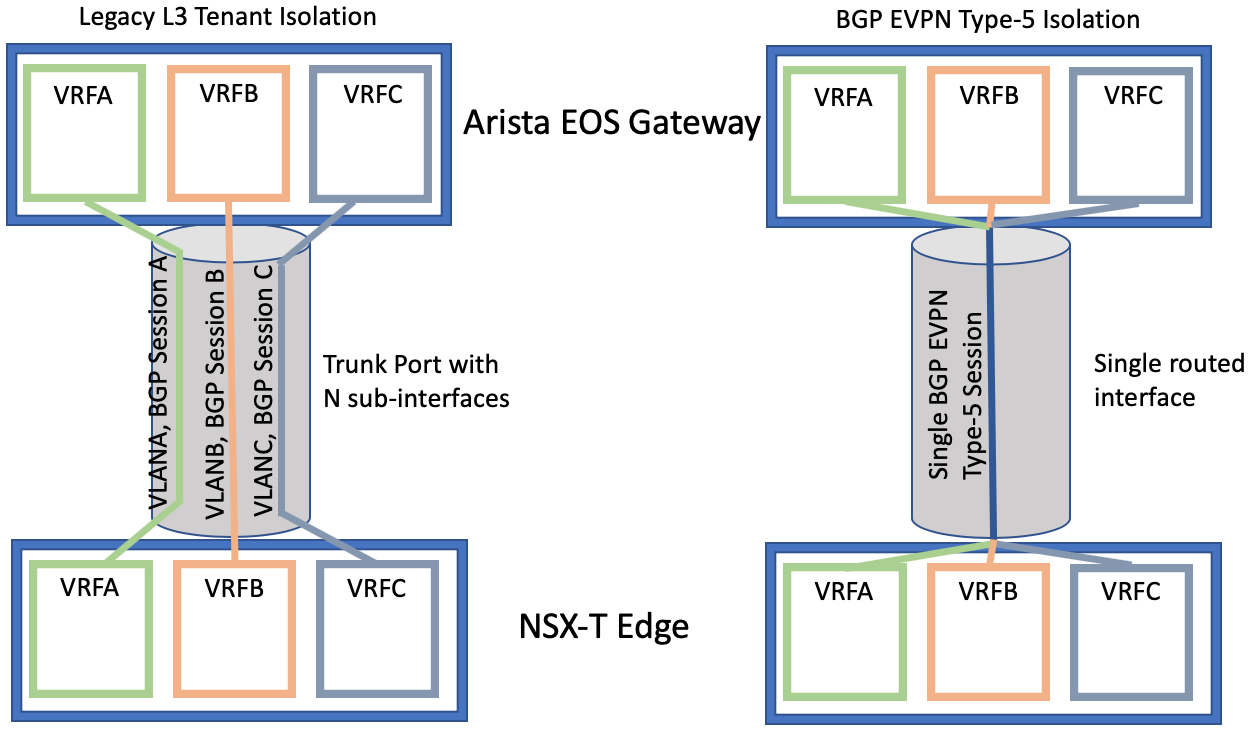 Legacy L3 Tenant Isolation
BGP EVPN Type-5 Isolation
VRFA
VRFB
VRFC
Arista EOS Gateway
VRFA
VRFB
VRFC
VLANA, BGP Session A
VLANB, BGP Session B
VLANC, BGP Session C
Trunk Port with
N sub-interfaces
Single BGP EVPN
Type-5 Session
Single routed
interface
VRFA
VRFB
VRFC
NSX-T Edge
VRFA
VRFB
VRFC